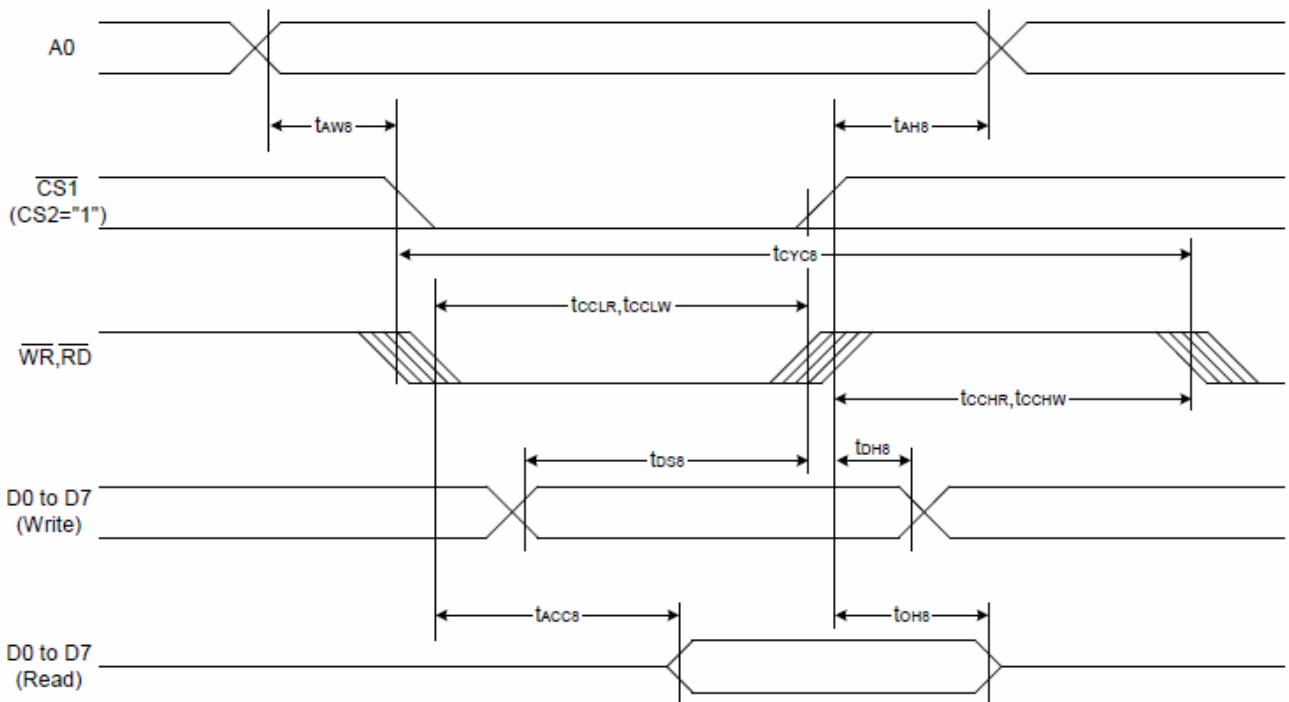 A0
tAW8
tAH8
CS1
(CS2="1")
tCYC8
tCCLR,tCCLW
WR,RD
tCCHR,tCCHW
tDS8
tDH8
D0 to D7
(Write)
tACC8
tOH8
D0 to D7
(Read)